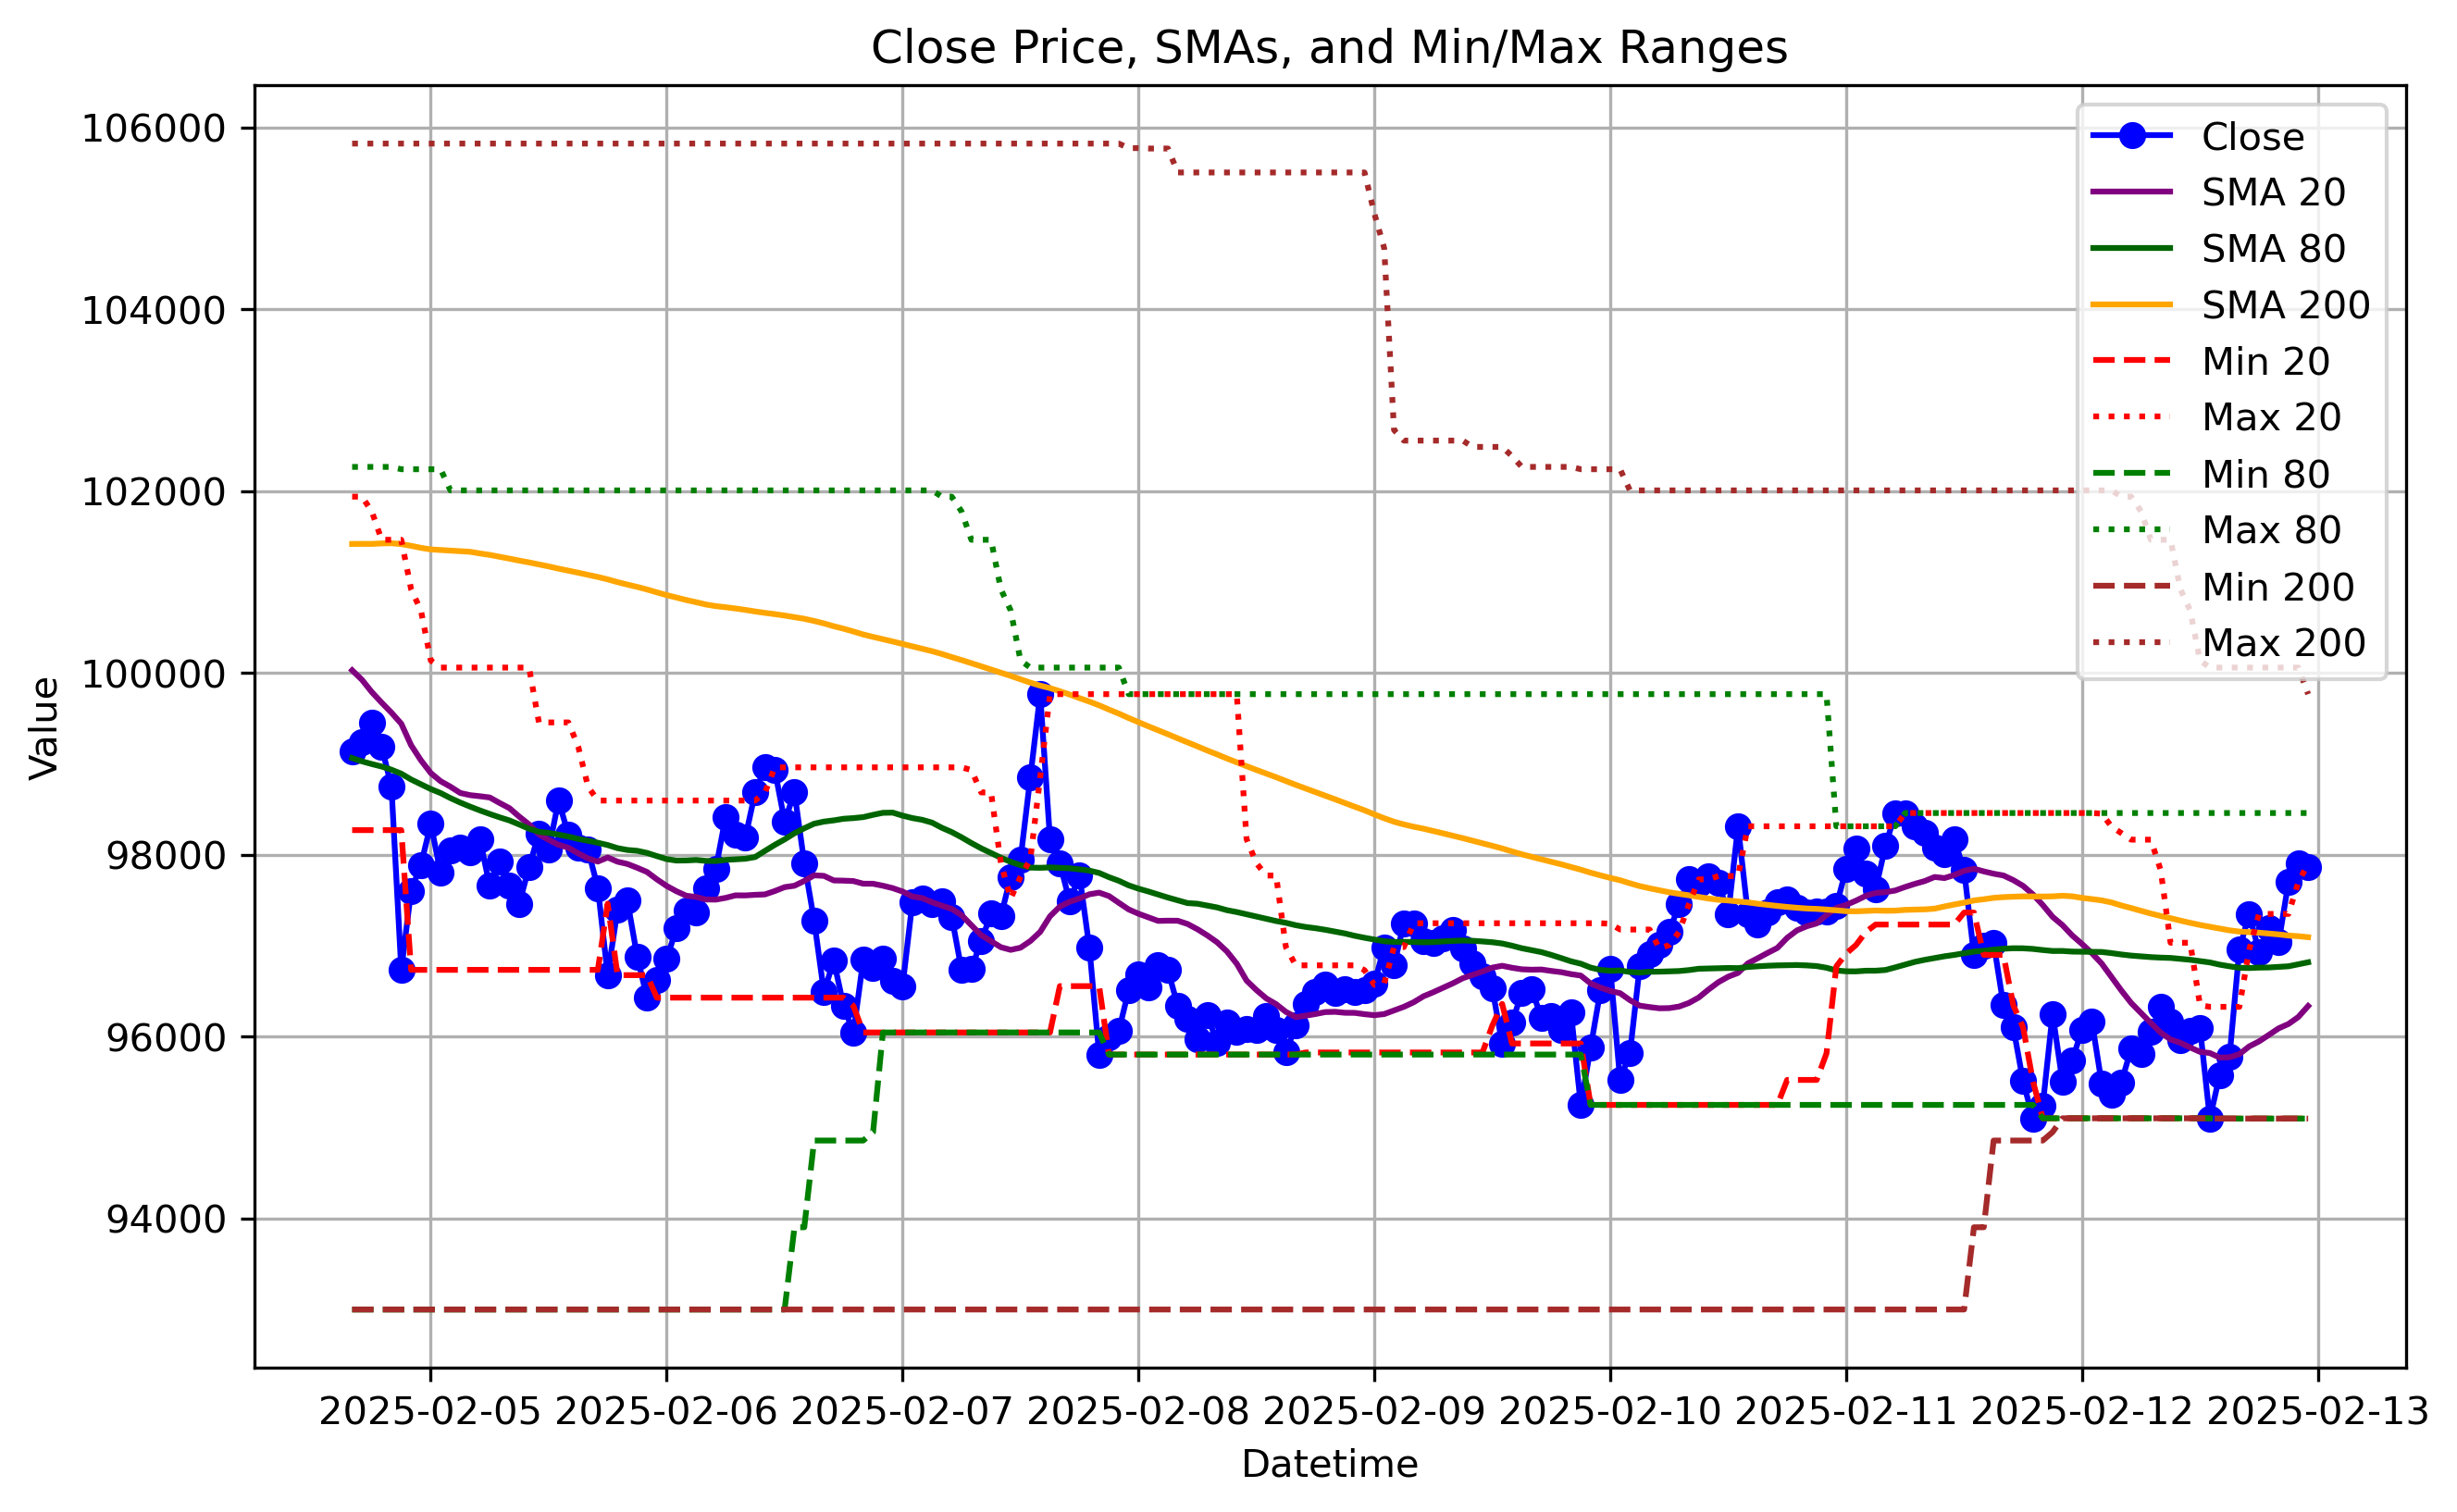 Close Price, SMAs, and Min/Max Ranges
106000
104000
102000
100000
98000
96000
94000
Value
Close
SMA 20
SMA 80
SMA 200
Min 20
Max 20
Min 80
Max 80
Min 200
Max 200
2025-02-05 2025-02-06 2025-02-07 2025-02-08 2025-02-09 2025-02-10 2025-02-11 2025-02-12 2025-02-13
Datetime